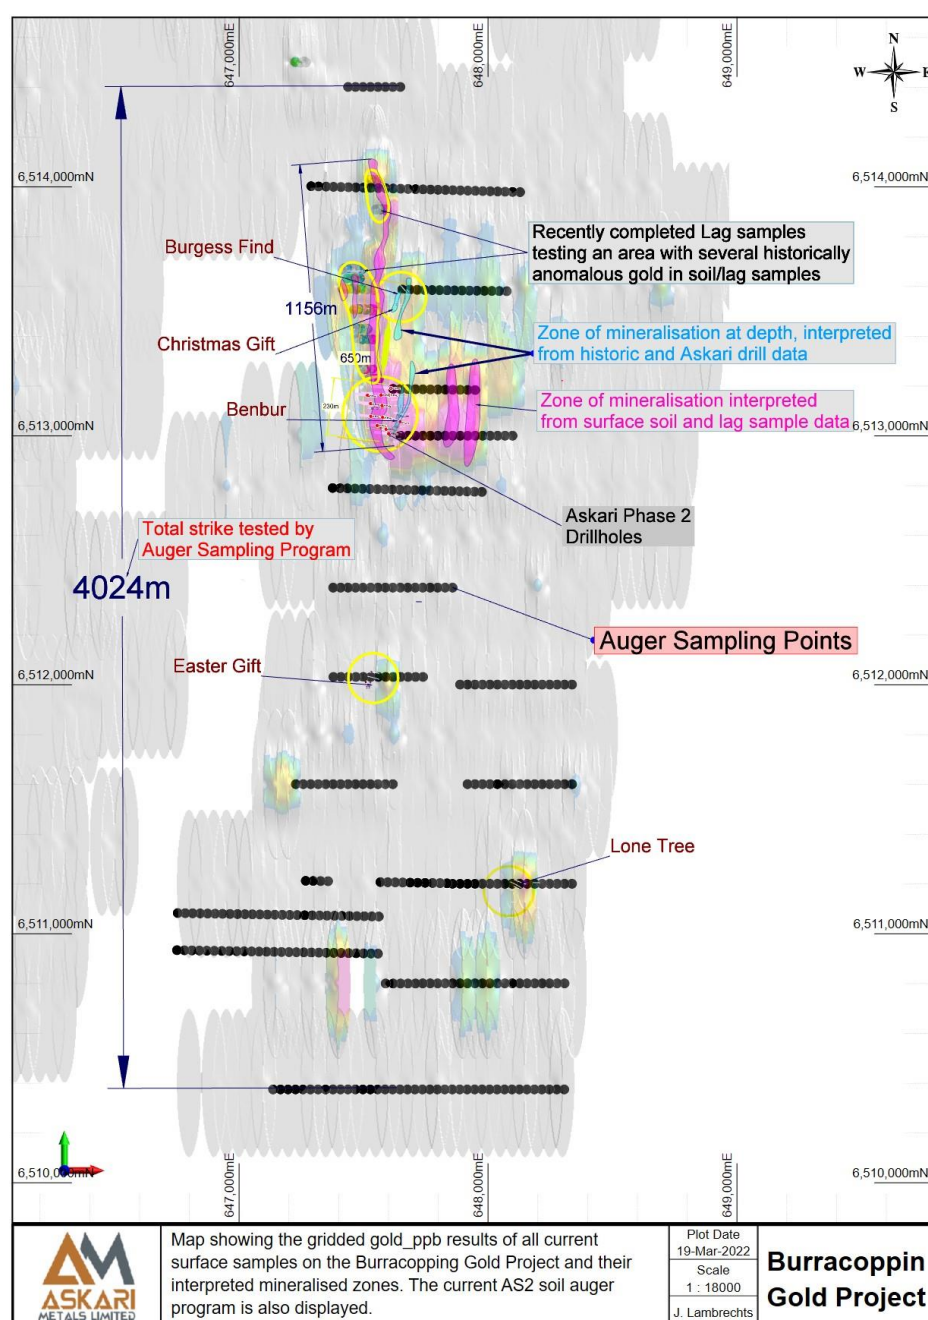 647,000mE
648,000mE
649,000mE
N
W
E
S
6,514,000mN
6,514,000mN
Recently completed Lag samples
testing an area with several historically
anomalous gold in soil/lag samples
Burgess Find
1156m
Zone of mineralisation at depth, interpreted
from historic and Askari drill data
Christmas Gift
650m
Zone of mineralisation interpreted
from surface soil and lag sample data
Benbur
230m
6,513,000mN
6,513,000mN
Askari Phase 2
Drillholes
Total strike tested by
Auger Sampling Program
4024m
Auger Sampling Points
Easter Gift
6,512,000mN
6,512,000mN
Lone Tree
6,511,000mN
6,511,000mN
6,510,000mN
6,510,000mN
647,000mE
648,000mE
649,000mE
AM
ASKARI
METALS LIMITED
Map showing the gridded gold_ppb results of all current
surface samples on the Burracopping Gold Project and their
interpreted mineralised zones. The current AS2 soil auger
program is also displayed.
Plot Date
19-Mar-2022
Scale
1 : 18000
J. Lambrechts
Burracoppin
Gold Project